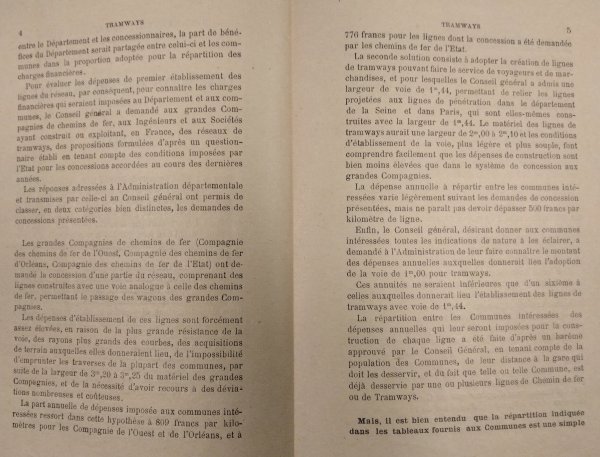 4
TRAMWAYS
entre le Département et les concessionnaires, la part de béné-
fices du Département serait partagée entre celui-ci et les com-
munes dans la proportion adoptée pour la répartition des
charges financières.
Pour évaluer les dépenses de premier établissement des
lignes du réseau, par conséquent, pour connaître les charges
financières qui seraient imposées au Département et aux com-
munes, le Conseil général a demandé aux grandes Com-
pagnies de chemins de fer, aux Ingénieurs et aux Sociétés
ayant construit ou exploitant, en France, des réseaux de
tramways, des propositions formulées d'après un question-
naire établi en tenant compte des conditions imposées par
l'Etat pour les concessions accordées au cours des dernières
années.
Les réponses adressées à l'Administration départementale
et transmises par celle-ci au Conseil général ont permis de
classer, en deux catégories bien distinctes, les demandes de
concessions présentées.
Les grandes Compagnies de chemins de fer (Compagnie
des chemins de fer de l'Ouest, Compagnie des chemins de fer
d'Orléans, Compagnie des chemins de fer de l'Etat) ont de-
mandé la concession d'une partie du réseau, comprenant des
lignes construites avec une voie analogue à celle des chemins
de fer, permettant le passage des wagons des grandes Com-
pagnies.
Les dépenses d'établissement de ces lignes sont forcément
assez élevées, en raison de la plus grande résistance de la
voie, des rayons plus grands des courbes, des acquisitions
de terrain auxquelles elles donneraient lieu, de l'impossibilité
d'emprunter les traverses de la plupart des communes, par
suite de la largeur de 3m,20 à 3m,25 du matériel des grandes
Compagnies, et de la nécessité d'avoir recours à des dévia-
tions nombreuses et coûteuses.
La part annuelle de dépenses imposée aux communes inté-
ressées ressort dans cette hypothèse à 809 francs par kilo-
mètres pour les Compagnie de l'Ouest et de l'Orléans, et à
TRAMWAYS
5
776 francs pour les lignes dont la concession a été demandée
par les chemins de fer de l'Etat.
La seconde solution consiste à adopter la création de lignes
de tramways pouvant faire le service de voyageurs et de mar-
chandises, et pour lesquelles le Conseil général a admis une
largeur de voie de 1m,44, permettant de relier les lignes
projetées aux lignes de pénétration dans le département
de la Seine et dans Paris, qui sont elles-mêmes cons-
truites avec la largeur de 1m,44. Le matériel des lignes de
tramways aurait une largeur de 2m,00 à 2m,10 et les conditions
d'établissement de la voie, plus légère et plus souple, font
comprendre facilement que les dépenses de construction sont
bien moins élevées que dans le système de concession aux
grandes Compagnies.
La dépense annuelle à répartir entre les communes intéressées
varie légèrement suivant les demandes de concession
présentées, mais ne paraît pas devoir dépasser 500 francs par
kilomètre de ligne.
Enfin, le Conseil général, désirant donner aux communes
intéressées toutes les indications de nature à les éclairer, a
demandé à l'Administration de leur faire connaître le montant
des dépenses annuelles auxquelles donnerait lieu l'adoption
de la voie de 1m,00 pour tramways.
Ces annuités ne seraient inférieures que d'un sixième à
celles auxquelles donnerait lieu l'établissement des lignes de
tramways avec voie de 1m,44.
La répartition entre les Communes intéressées des
dépenses annuelles qui leur seront imposées pour la cons-
truction de chaque ligne a été faite d'après un barème
approuvé par le Conseil Général, en tenant compte de la
population des Communes, de leur distance à la gare qui
doit les desservir, et du fait que telle ou telle Commune, est
déjà desservie par une ou plusieurs lignes de Chemin de fer
ou de Tramways.
Mais, il est bien entendu que la répartition indiquée
dans les tableaux fournis aux Communes est une simple